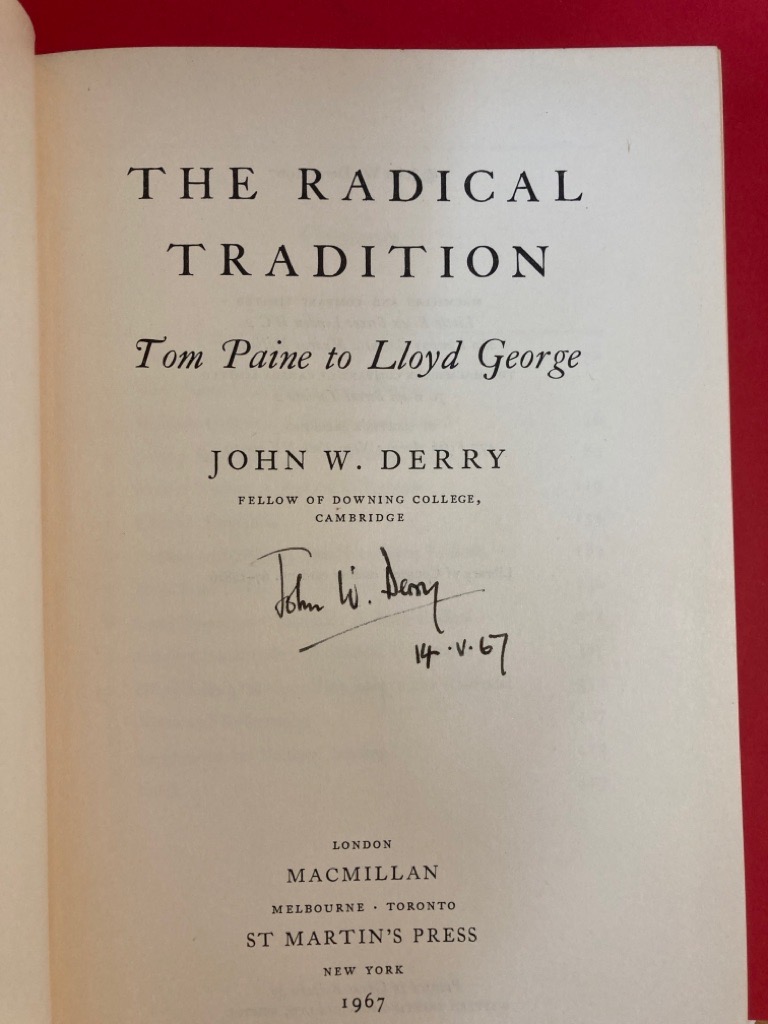 THE RADICAL
TRADITION
Tom Paine to Lloyd George
JOHN W. DERRY
FELLOW OF DOWNING COLLEGE,
CAMBRIDGE
John W. Derry
14.V.67
LONDON
MACMILLAN
MELBOURNE · TORONTO
ST MARTIN'S PRESS
NEW YORK
1967